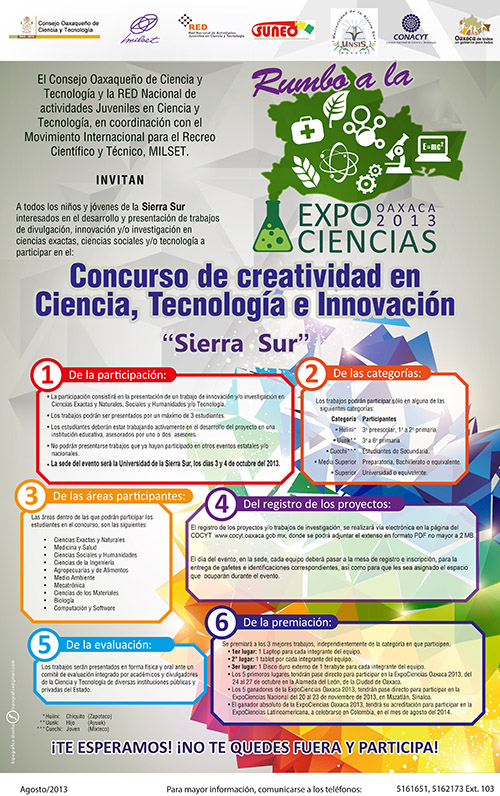 Consejo Oaxaqueño de
Ciencia y Tecnología
milset
RED
Red Nacional de Actividades
Juveniles en Ciencia y Tecnología
SUNEO
UNSIS
CONACYT
Oaxaca de todos
un gobierno para todos
El Consejo Oaxaqueño de Ciencia y
Tecnología y la RED Nacional de
actividades Juveniles en Ciencia y
Tecnología, en coordinación con el
Movimiento Internacional para el Recreo
Científico y Técnico, MILSET.
INVITAN
A todos los niños y jóvenes de la Sierra Sur
interesados en el desarrollo y presentación de trabajos
de divulgación, innovación y/o investigación en
ciencias exactas, ciencias sociales y/o tecnología a
participar en el:
Rumbo a la
E=mc²
EXPO OAXACA 2013
CIENCIAS
Concurso de creatividad en
Ciencia, Tecnología e Innovación
“Sierra Sur”
1 De la participación:
• La participación consistirá en la presentación de un trabajo de innovación y/o investigación en
Ciencias Exactas y Naturales, Sociales y Humanidades y/o Tecnología.
• Los trabajos podrán ser presentados por un máximo de 3 estudiantes.
• Los estudiantes deberán estar trabajando activamente en el desarrollo del proyecto en una
institución educativa, asesorados por uno o dos asesores.
• No podrán presentarse trabajos que ya hayan participado en otros eventos estatales y/o
nacionales.
• La sede del evento será la Universidad de la Sierra Sur, los días 3 y 4 de octubre del 2013.
2 De las categorías:
Los trabajos podrán participar sólo en alguna de las
siguientes categorías:
Categoría Participantes
• Huiini* 3º preescolar, 1º a 2º primaria.
• Uank** 3º a 6º primaria
• Cuechi*** Estudiantes de Secundaria.
• Media Superior Preparatoria, Bachillerato o equivalente.
• Superior Universidad o equivalente.
3 De las áreas participantes:
Las áreas dentro de las que podrán participar los
estudiantes en el concurso, son las siguientes:
• Ciencias Exactas y Naturales
• Medicina y Salud
• Ciencias Sociales y Humanidades
• Ciencias de la Ingeniería
• Agropecuarias y de Alimentos
• Medio Ambiente
• Mecatrónica
• Ciencias de los Materiales
• Biología
• Computación y Software
4 Del registro de los proyectos:
El registro de los proyectos y/o trabajos de investigación, se realizará vía electrónica en la página del
COCYT www.cocyt.oaxaca.gob.mx, donde se podrá adjuntar el extenso en formato PDF no mayor a 2 MB.
El día del evento, en la sede, cada equipo deberá pasar a la mesa de registro e inscripción, para la
entrega de gafetes e identificaciones correspondientes, así como para que les sea asignado el espacio
que ocuparán durante el evento.
5 De la evaluación:
Los trabajos serán presentados en forma física y oral ante un
comité de evaluación integrado por académicos y divulgadores
de la Ciencia y Tecnología de diversas instituciones públicas y
privadas del Estado.
* Huiini: Chiquito (Zapoteco)
** Uank: Hijo (Ayuuk)
*** Cuechi: Joven (Mixteco)
6 De la premiación:
Se premiará a los 3 mejores trabajos, independientemente de la categoría en que participen.
• 1er lugar: 1 Laptop para cada integrante del equipo.
• 2º lugar: 1 tablet por cada integrante del equipo.
• 3er lugar: 1 Disco duro externo de 1 terabyte para cada integrante del equipo.
• Los 5 primeros lugares tendrán pase directo para participar en la ExpoCiencias Oaxaca 2013, del
24 al 27 de octubre en la Alameda del León, de la Ciudad de Oaxaca.
• Los 5 ganadores de la ExpoCiencias Oaxaca 2013, tendrán pase directo para participar en la
ExpoCiencias Nacional del 20 al 23 de noviembre de 2013, en Mazatlán, Sinaloa.
• El ganador absoluto de la ExpoCiencias Oaxaca 2013, tendrá su acreditación para participar en la
ExpoCiencias Latinoamericana, a celebrarse en Colombia, en el mes de agosto del 2014.
¡TE ESPERAMOS! ¡NO TE QUEDES FUERA Y PARTICIPA!
Agosto/2013
Para mayor información, comunicarse a los teléfonos:
5161651, 5162173 Ext. 103